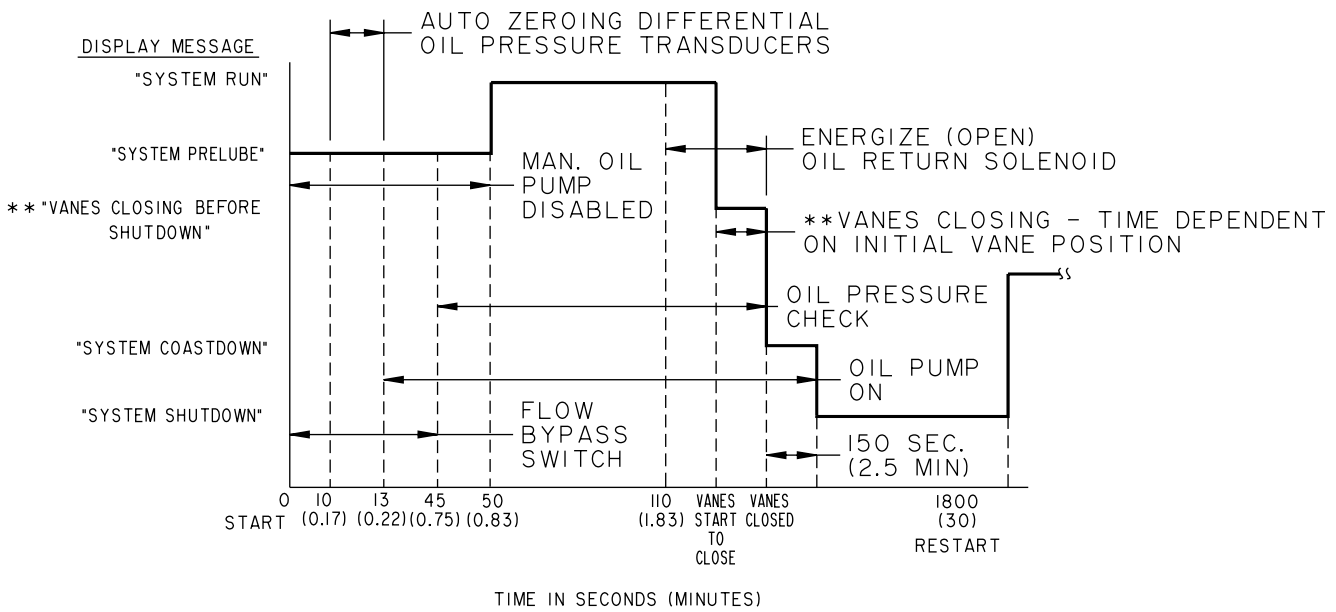 AUTO ZEROING DIFFERENTIAL
OIL PRESSURE TRANSDUCERS
DISPLAY MESSAGE
"SYSTEM RUN"
"SYSTEM PRELUBE"
ENERGIZE (OPEN)
OIL RETURN SOLENOID
MAN. OIL
PUMP
DISABLED
**"VANES CLOSING BEFORE
SHUTDOWN"
**VANES CLOSING - TIME DEPENDENT
ON INITIAL VANE POSITION
OIL PRESSURE
CHECK
"SYSTEM COASTDOWN"
OIL PUMP
ON
"SYSTEM SHUTDOWN"
FLOW
BYPASS
SWITCH
150 SEC.
(2.5 MIN)
0 10 13 45 50 110 VANES VANES 1800
START (0.17) (0.22) (0.75) (0.83) (1.83) START CLOSED (30)
TO RESTART
CLOSE
TIME IN SECONDS (MINUTES)